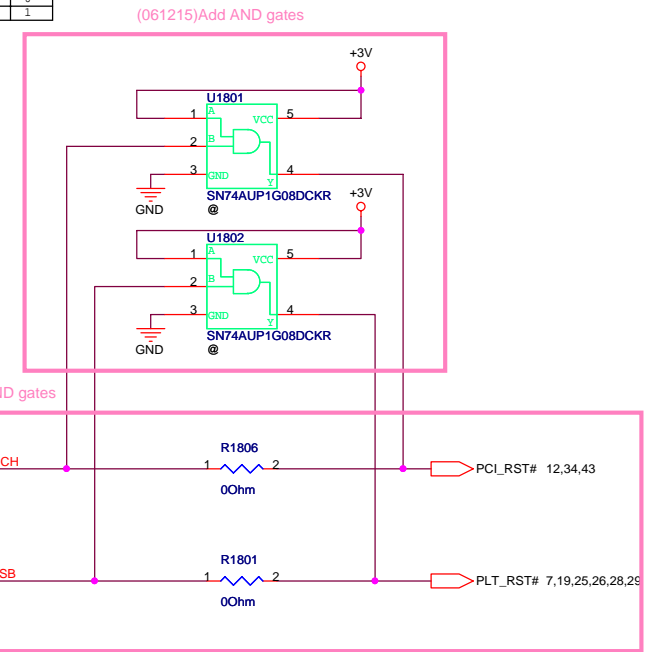 1
(061215)Add AND gates
+3V
U1801
1 A VCC 5
2 B
3 GND Y 4
SN74AUP1G08DCKR
@
GND
+3V
U1802
1 A VCC 5
2 B
3 GND Y 4
SN74AUP1G08DCKR
@
GND
ND gates
CH
R1806
1 2
0Ohm
PCI_RST# 12,34,43
SB
R1801
1 2
0Ohm
PLT_RST# 7,19,25,26,28,29